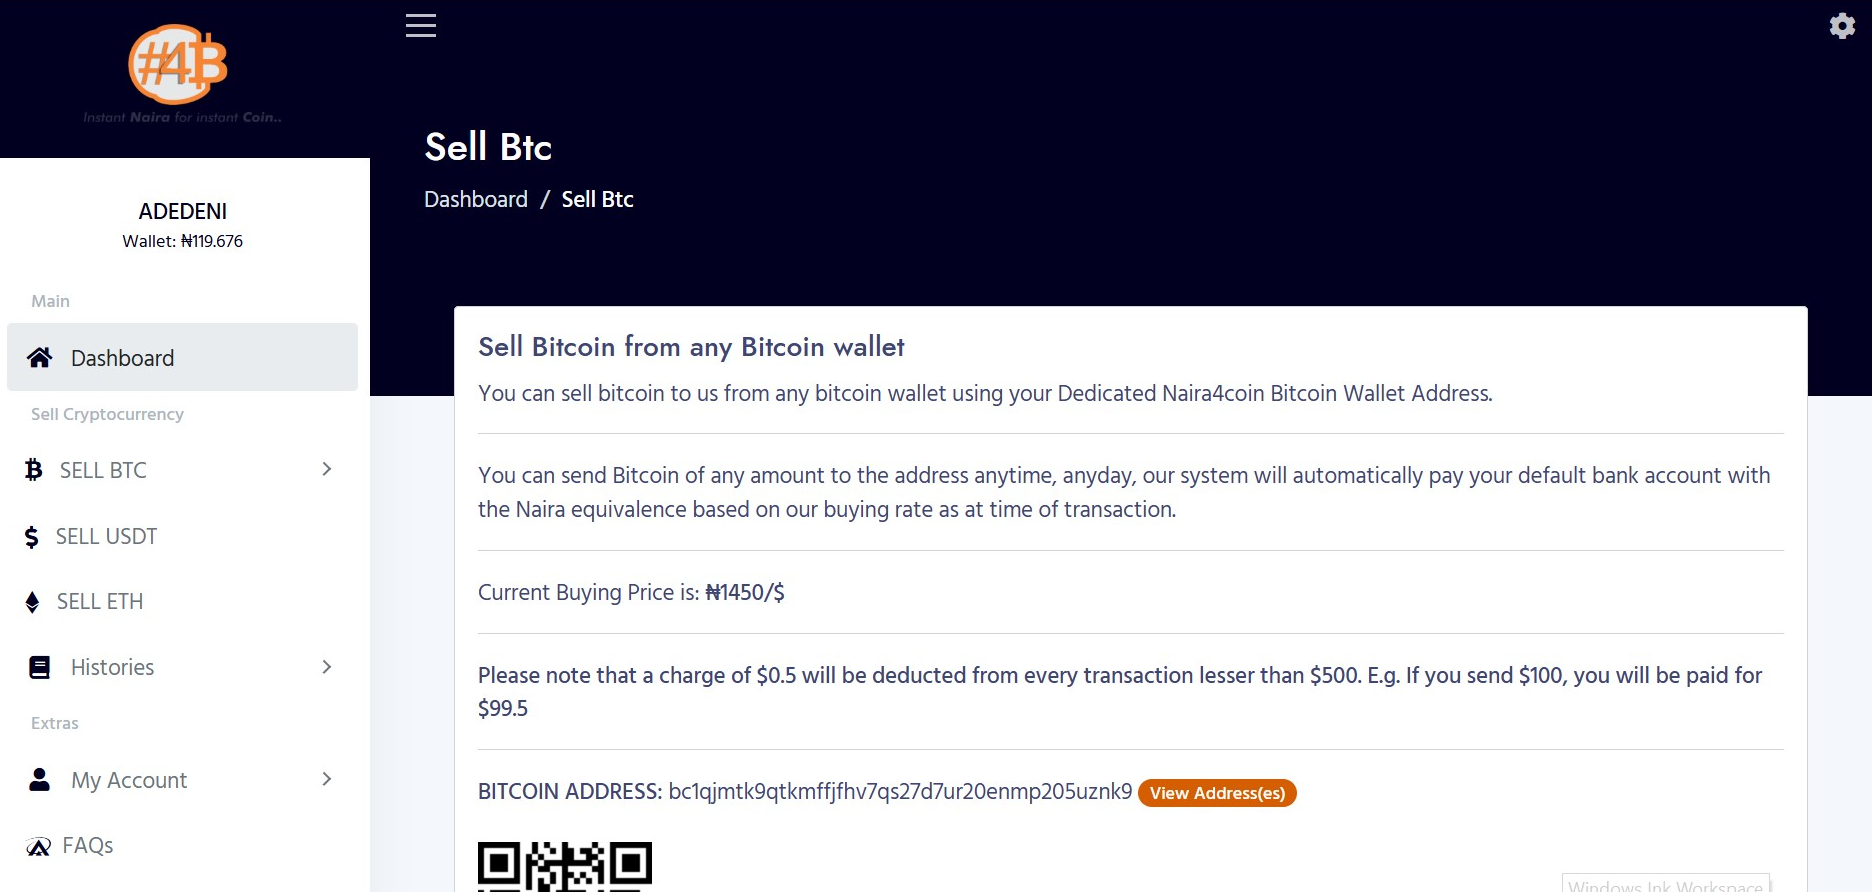 #4₿
Instant Naira for instant Coin..
Sell Btc
Dashboard / Sell Btc
ADEDENI
Wallet: ₦119.676
Main
Dashboard
Sell Cryptocurrency
SELL BTC
SELL USDT
SELL ETH
Histories
Extras
My Account
FAQs
Sell Bitcoin from any Bitcoin wallet
You can sell bitcoin to us from any bitcoin wallet using your Dedicated Naira4coin Bitcoin Wallet Address.
You can send Bitcoin of any amount to the address anytime, anyday, our system will automatically pay your default bank account with
the Naira equivalence based on our buying rate as at time of transaction.
Current Buying Price is: ₦1450/$
Please note that a charge of $0.5 will be deducted from every transaction lesser than $500. E.g. If you send $100, you will be paid for
$99.5
BITCOIN ADDRESS: bc1qjmtk9qtkmffjfhv7qs27d7ur20enmp205uznk9 View Address(es)
Windows Ink Workspace